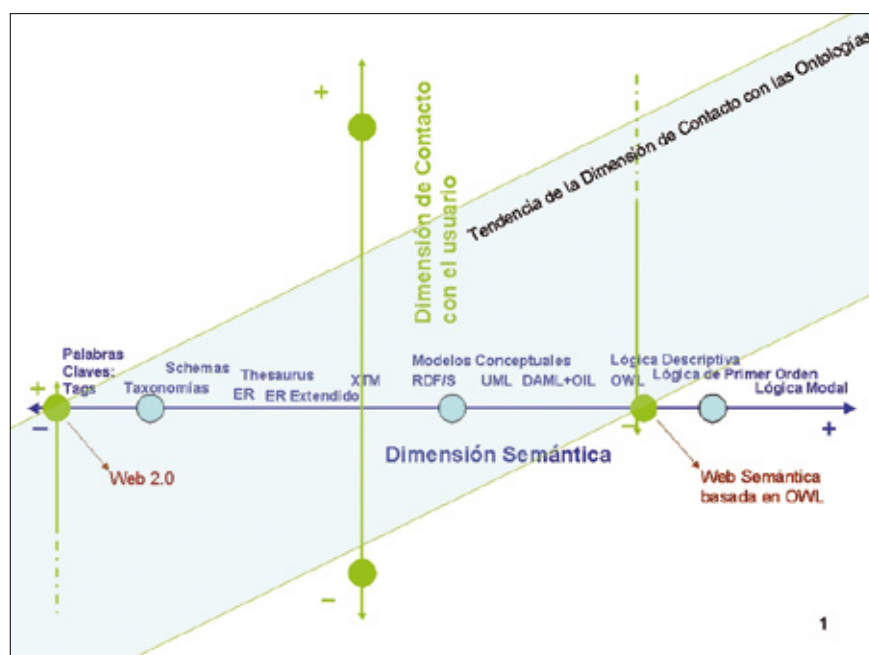 +
Dimensión de Contacto
con el usuario
Tendencia de la Dimensión de Contacto con las Ontologías
Palabras
Claves:
Tags
Taxonomías
Schemas
Thesaurus
ER
ER Extendido
XTM
Modelos Conceptuales
RDF/S
UML
DAML+OIL
Lógica Descriptiva
OWL
Lógica de Primer Orden
Lógica Modal
+
−
−
+
Dimensión Semántica
Web 2.0
Web Semántica
basada en OWL
−
1